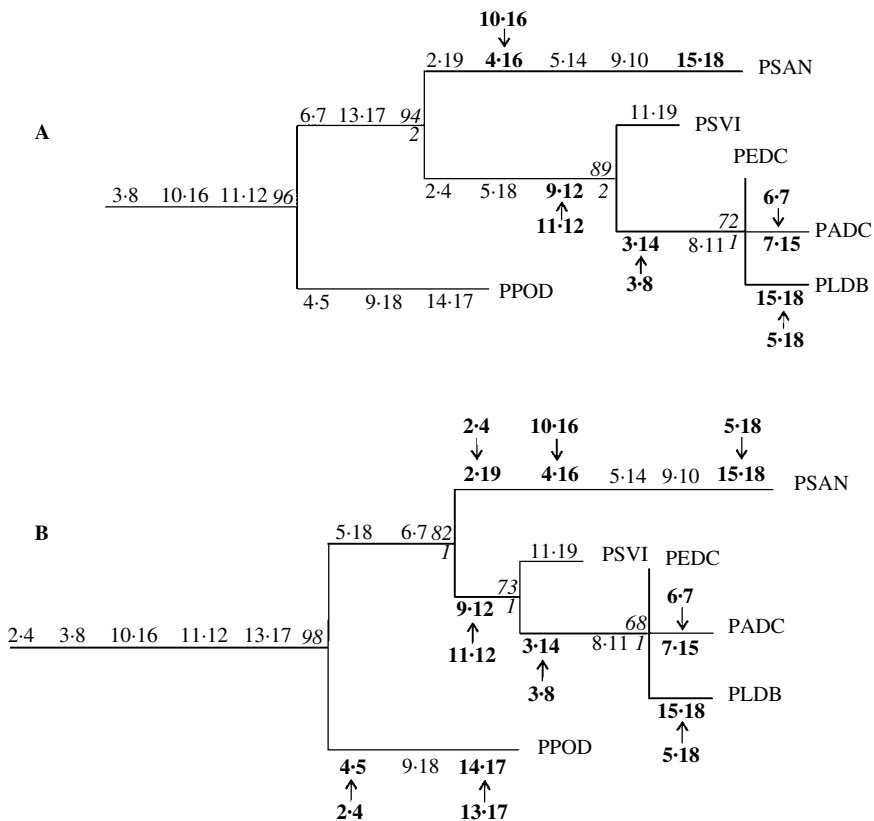 10·16
2·19 4·16 5·14 9·10 15·18 PSAN
6·7 13·17 94
2
A
11·19 PSVI
PEDC
89
2
3·8 10·16 11·12 96
2·4 5·18 9·12
11·12
6·7
72
1
PADC
3·14 8·11 7·15
3·8
PPOD
4·5 9·18 14·17
PLDB
15·18
5·18
2·4 10·16 5·18
2·19 4·16 5·14 9·10 15·18 PSAN
B
5·18 6·7 82
1
11·19 PSVI PEDC
73
1
9·12
11·12
6·7
68
1
PADC
2·4 3·8 10·16 11·12 13·17 98
3·14 8·11 7·15
3·8
PLDB
15·18
5·18
PPOD
4·5 9·18 14·17
2·4 13·17